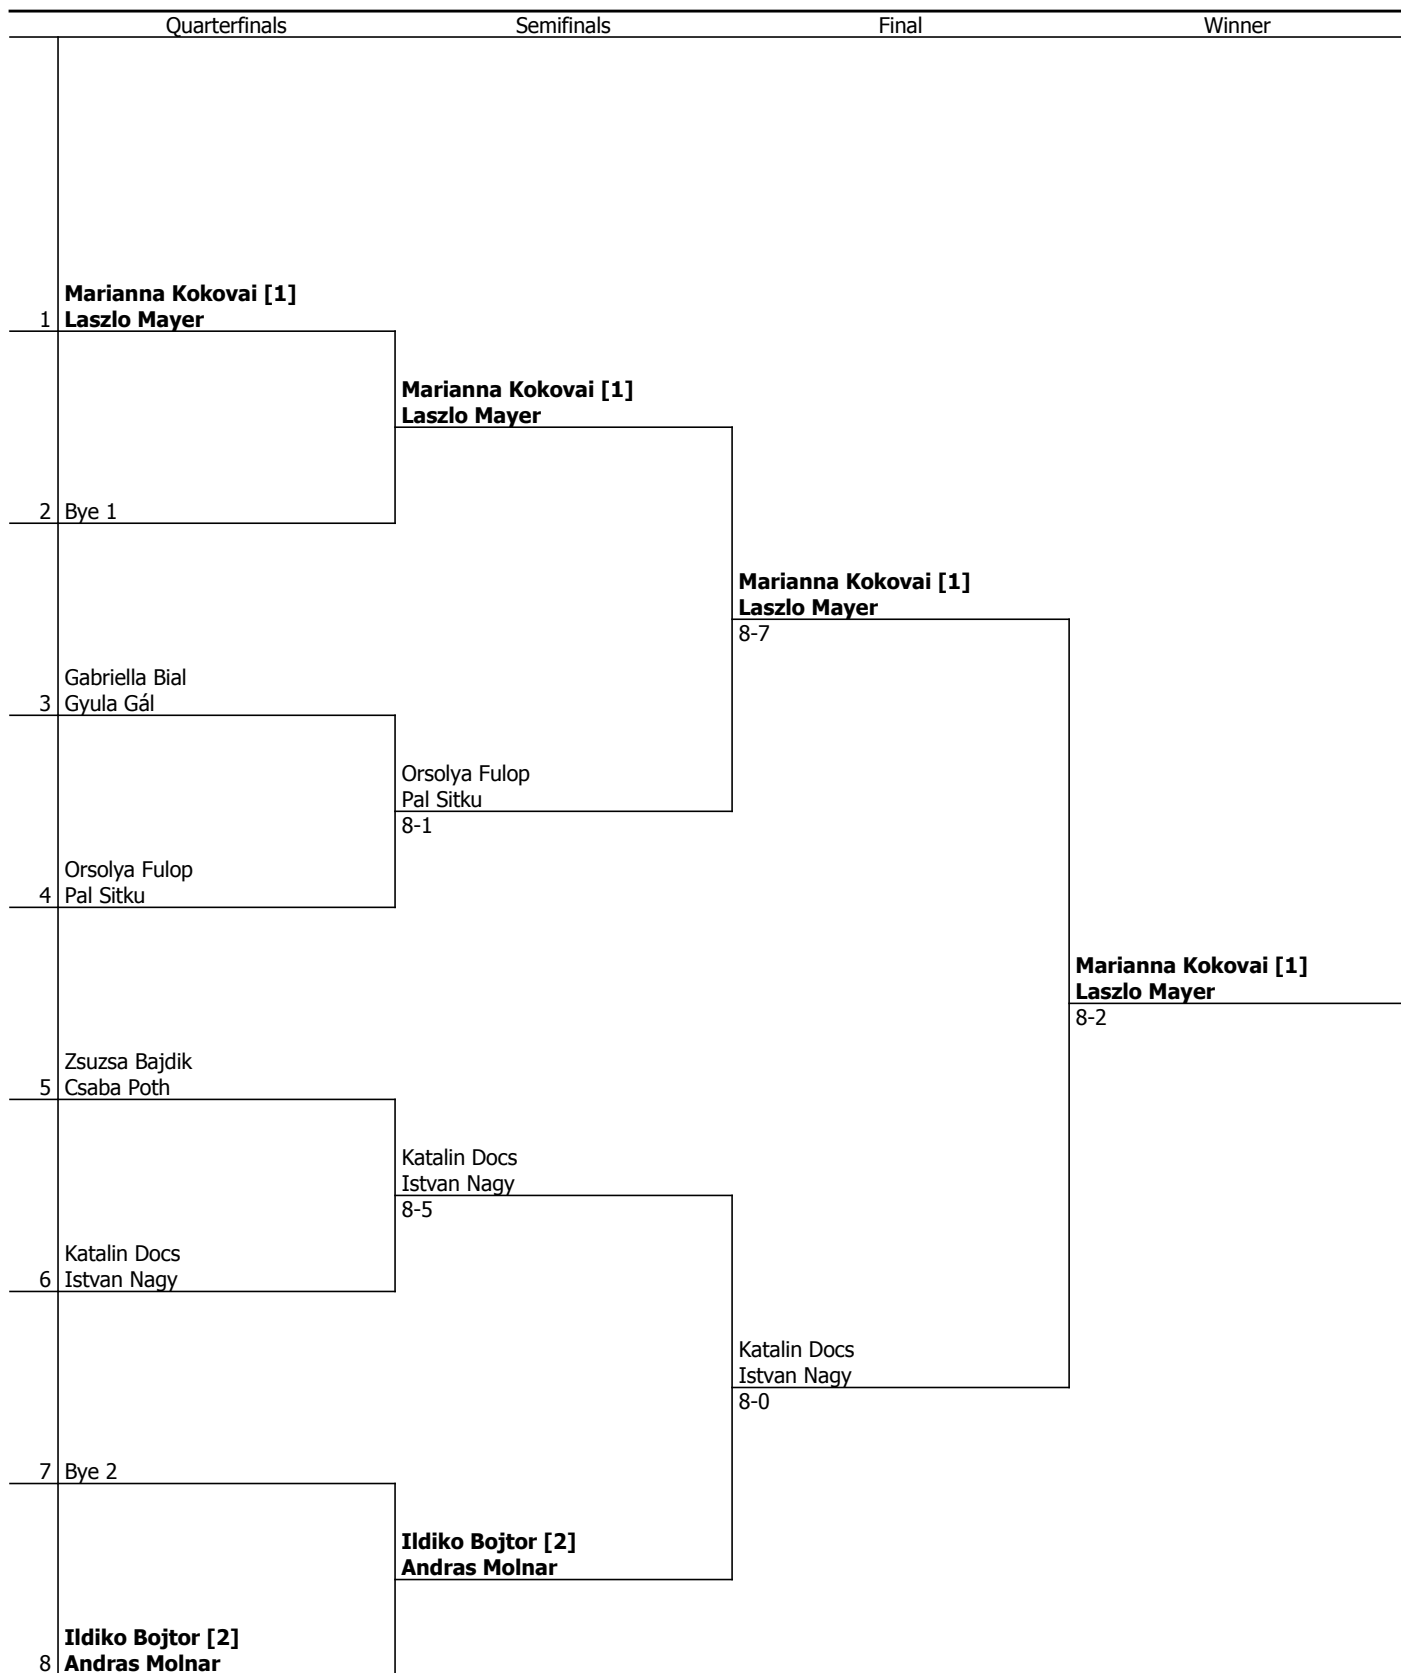 Quarterfinals Semifinals Final Winner
Marianna Kokovai [1]
1 Laszlo Mayer
Marianna Kokovai [1]
Laszlo Mayer
2 Bye 1
Marianna Kokovai [1]
Laszlo Mayer
8-7
Gabriella Bial
3 Gyula Gál
Orsolya Fulop
Pal Sitku
8-1
Orsolya Fulop
4 Pal Sitku
Marianna Kokovai [1]
Laszlo Mayer
8-2
Zsuzsa Bajdik
5 Csaba Poth
Katalin Docs
Istvan Nagy
8-5
Katalin Docs
6 Istvan Nagy
Katalin Docs
Istvan Nagy
8-0
7 Bye 2
Ildiko Bojtor [2]
Andras Molnar
Ildiko Bojtor [2]
8 Andras Molnar